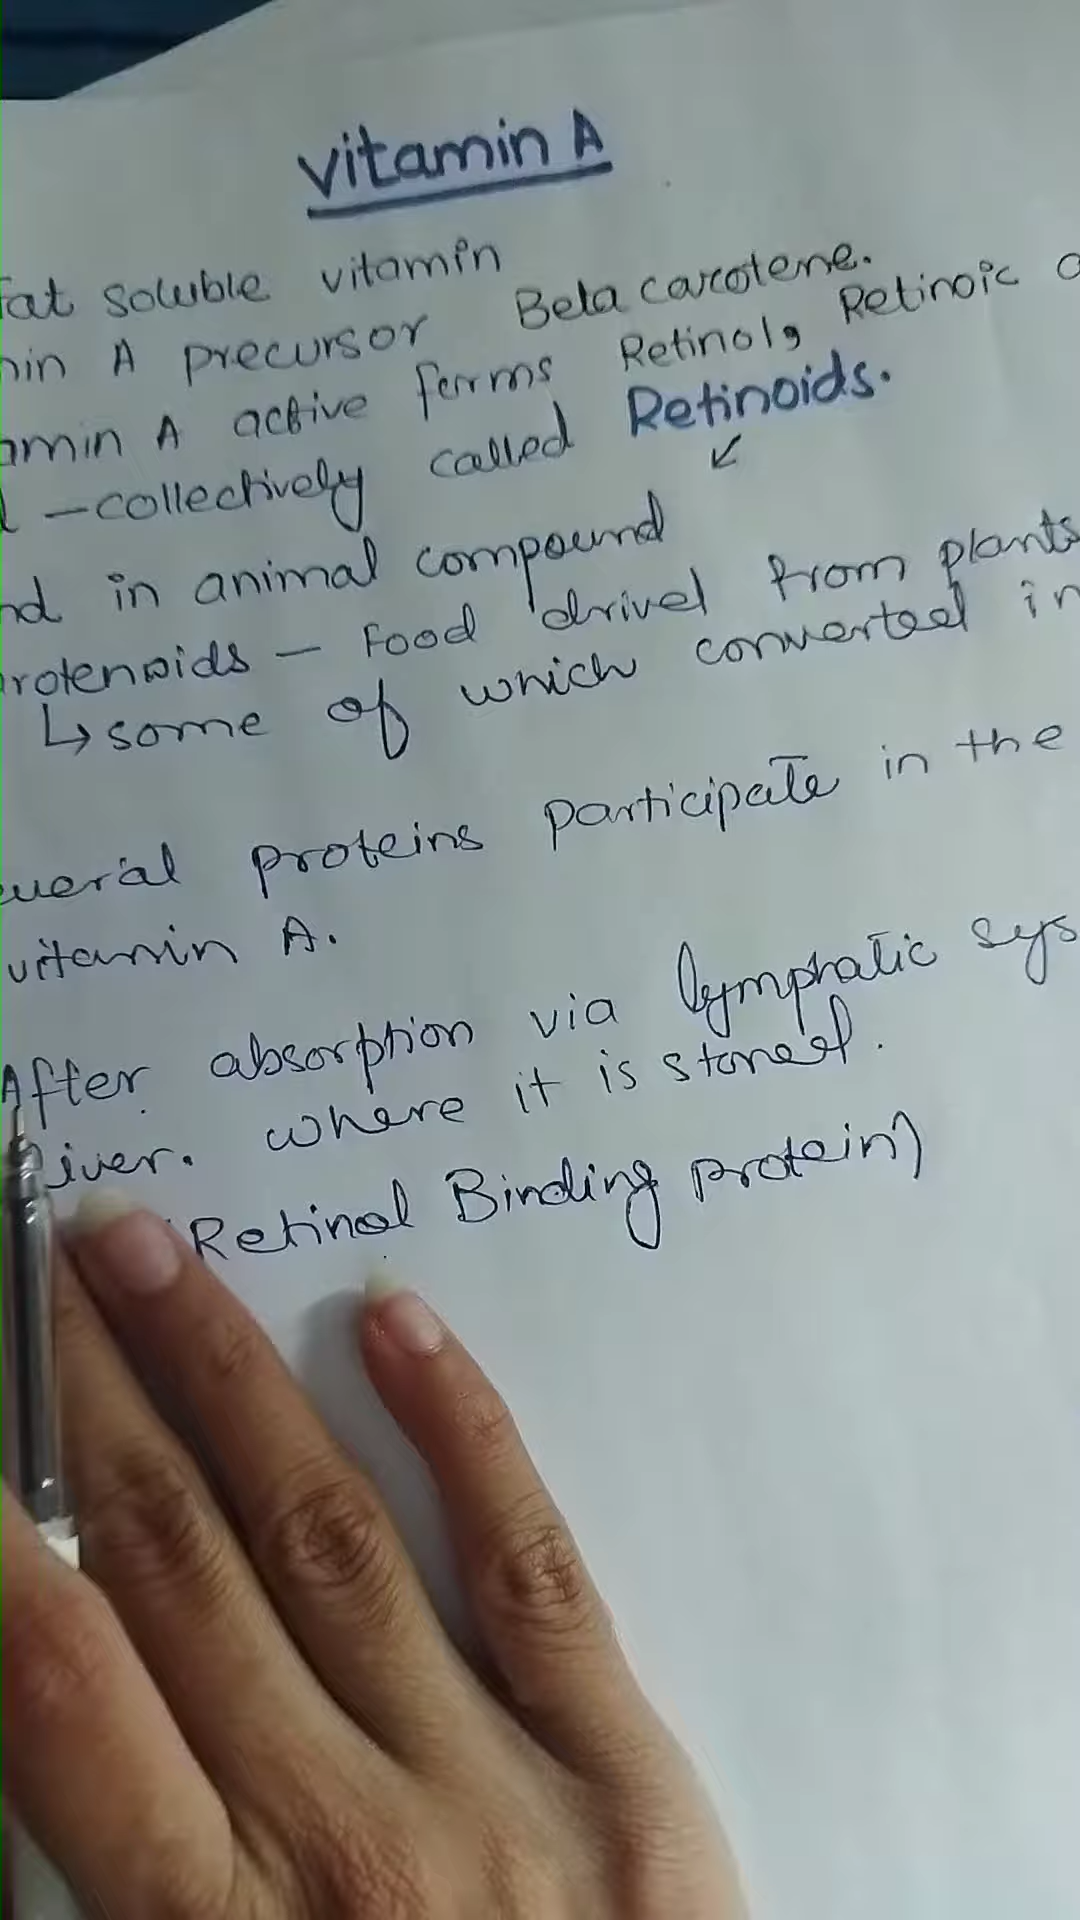 vitamin A
Fat soluble vitamin
min A precursor Beta carotene.
amin A active forms Retinol, Retinoic a
l - collectively called Retinoids.
nd in animal compound
rotenoids - Food drivel from plants
↳ some of which converted in
everal proteins participate in the
vitamin A.
After absorption via lymphatic sys
liver. where it is stored.
(Retinol Binding protein)